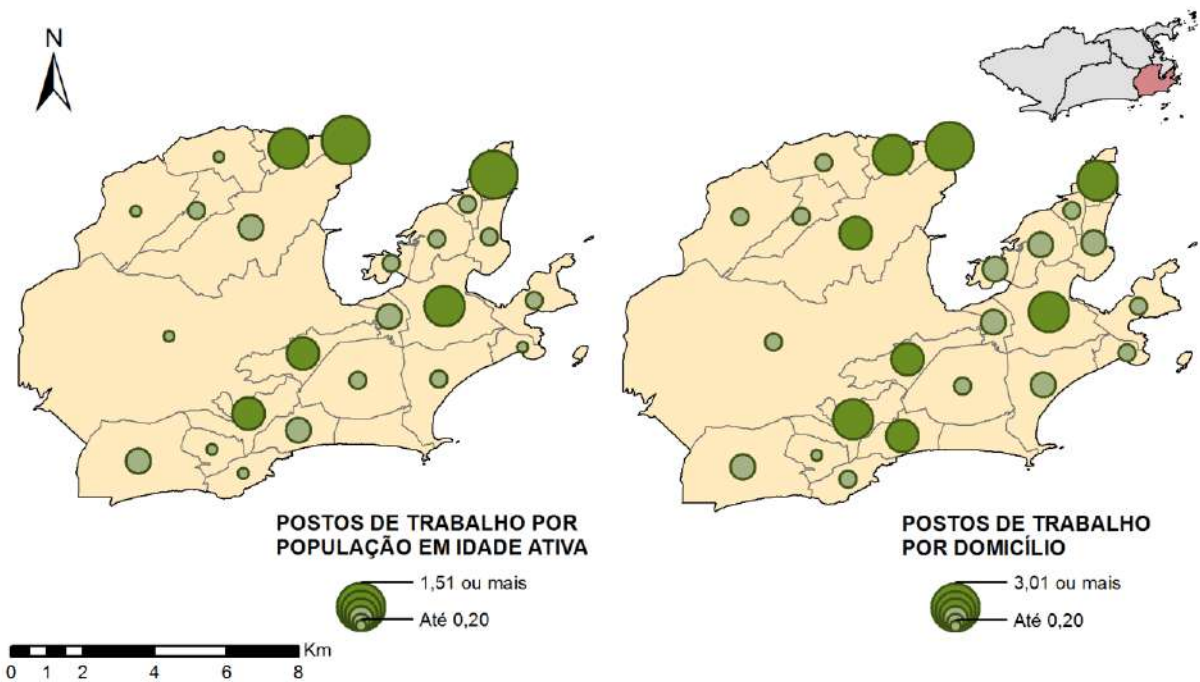 N
POSTOS DE TRABALHO POR
POPULAÇÃO EM IDADE ATIVA
1,51 ou mais
Até 0,20
POSTOS DE TRABALHO
POR DOMICÍLIO
3,01 ou mais
Até 0,20
Km
0 1 2 4 6 8